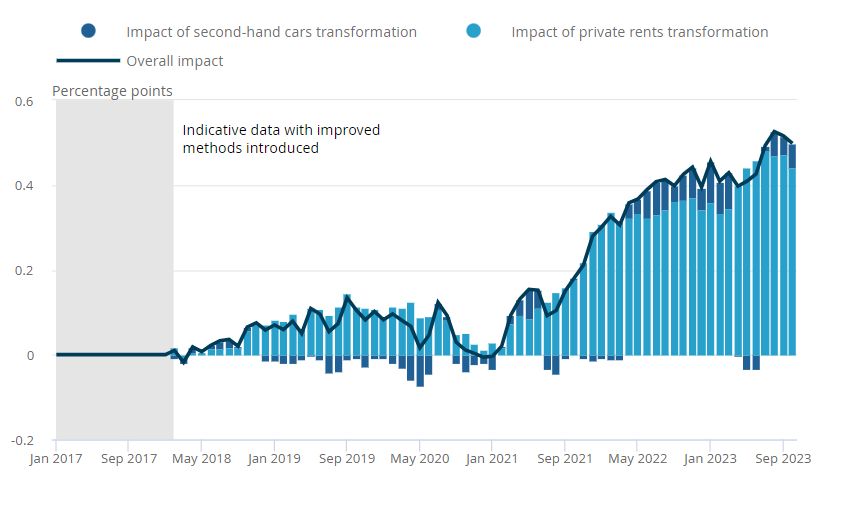 Impact of second-hand cars transformation
Impact of private rents transformation
Overall impact
Percentage points
0.6
Indicative data with improved
methods introduced
0.4
0.2
0
-0.2
Jan 2017 Sep 2017 May 2018 Jan 2019 Sep 2019 May 2020 Jan 2021 Sep 2021 May 2022 Jan 2023 Sep 2023